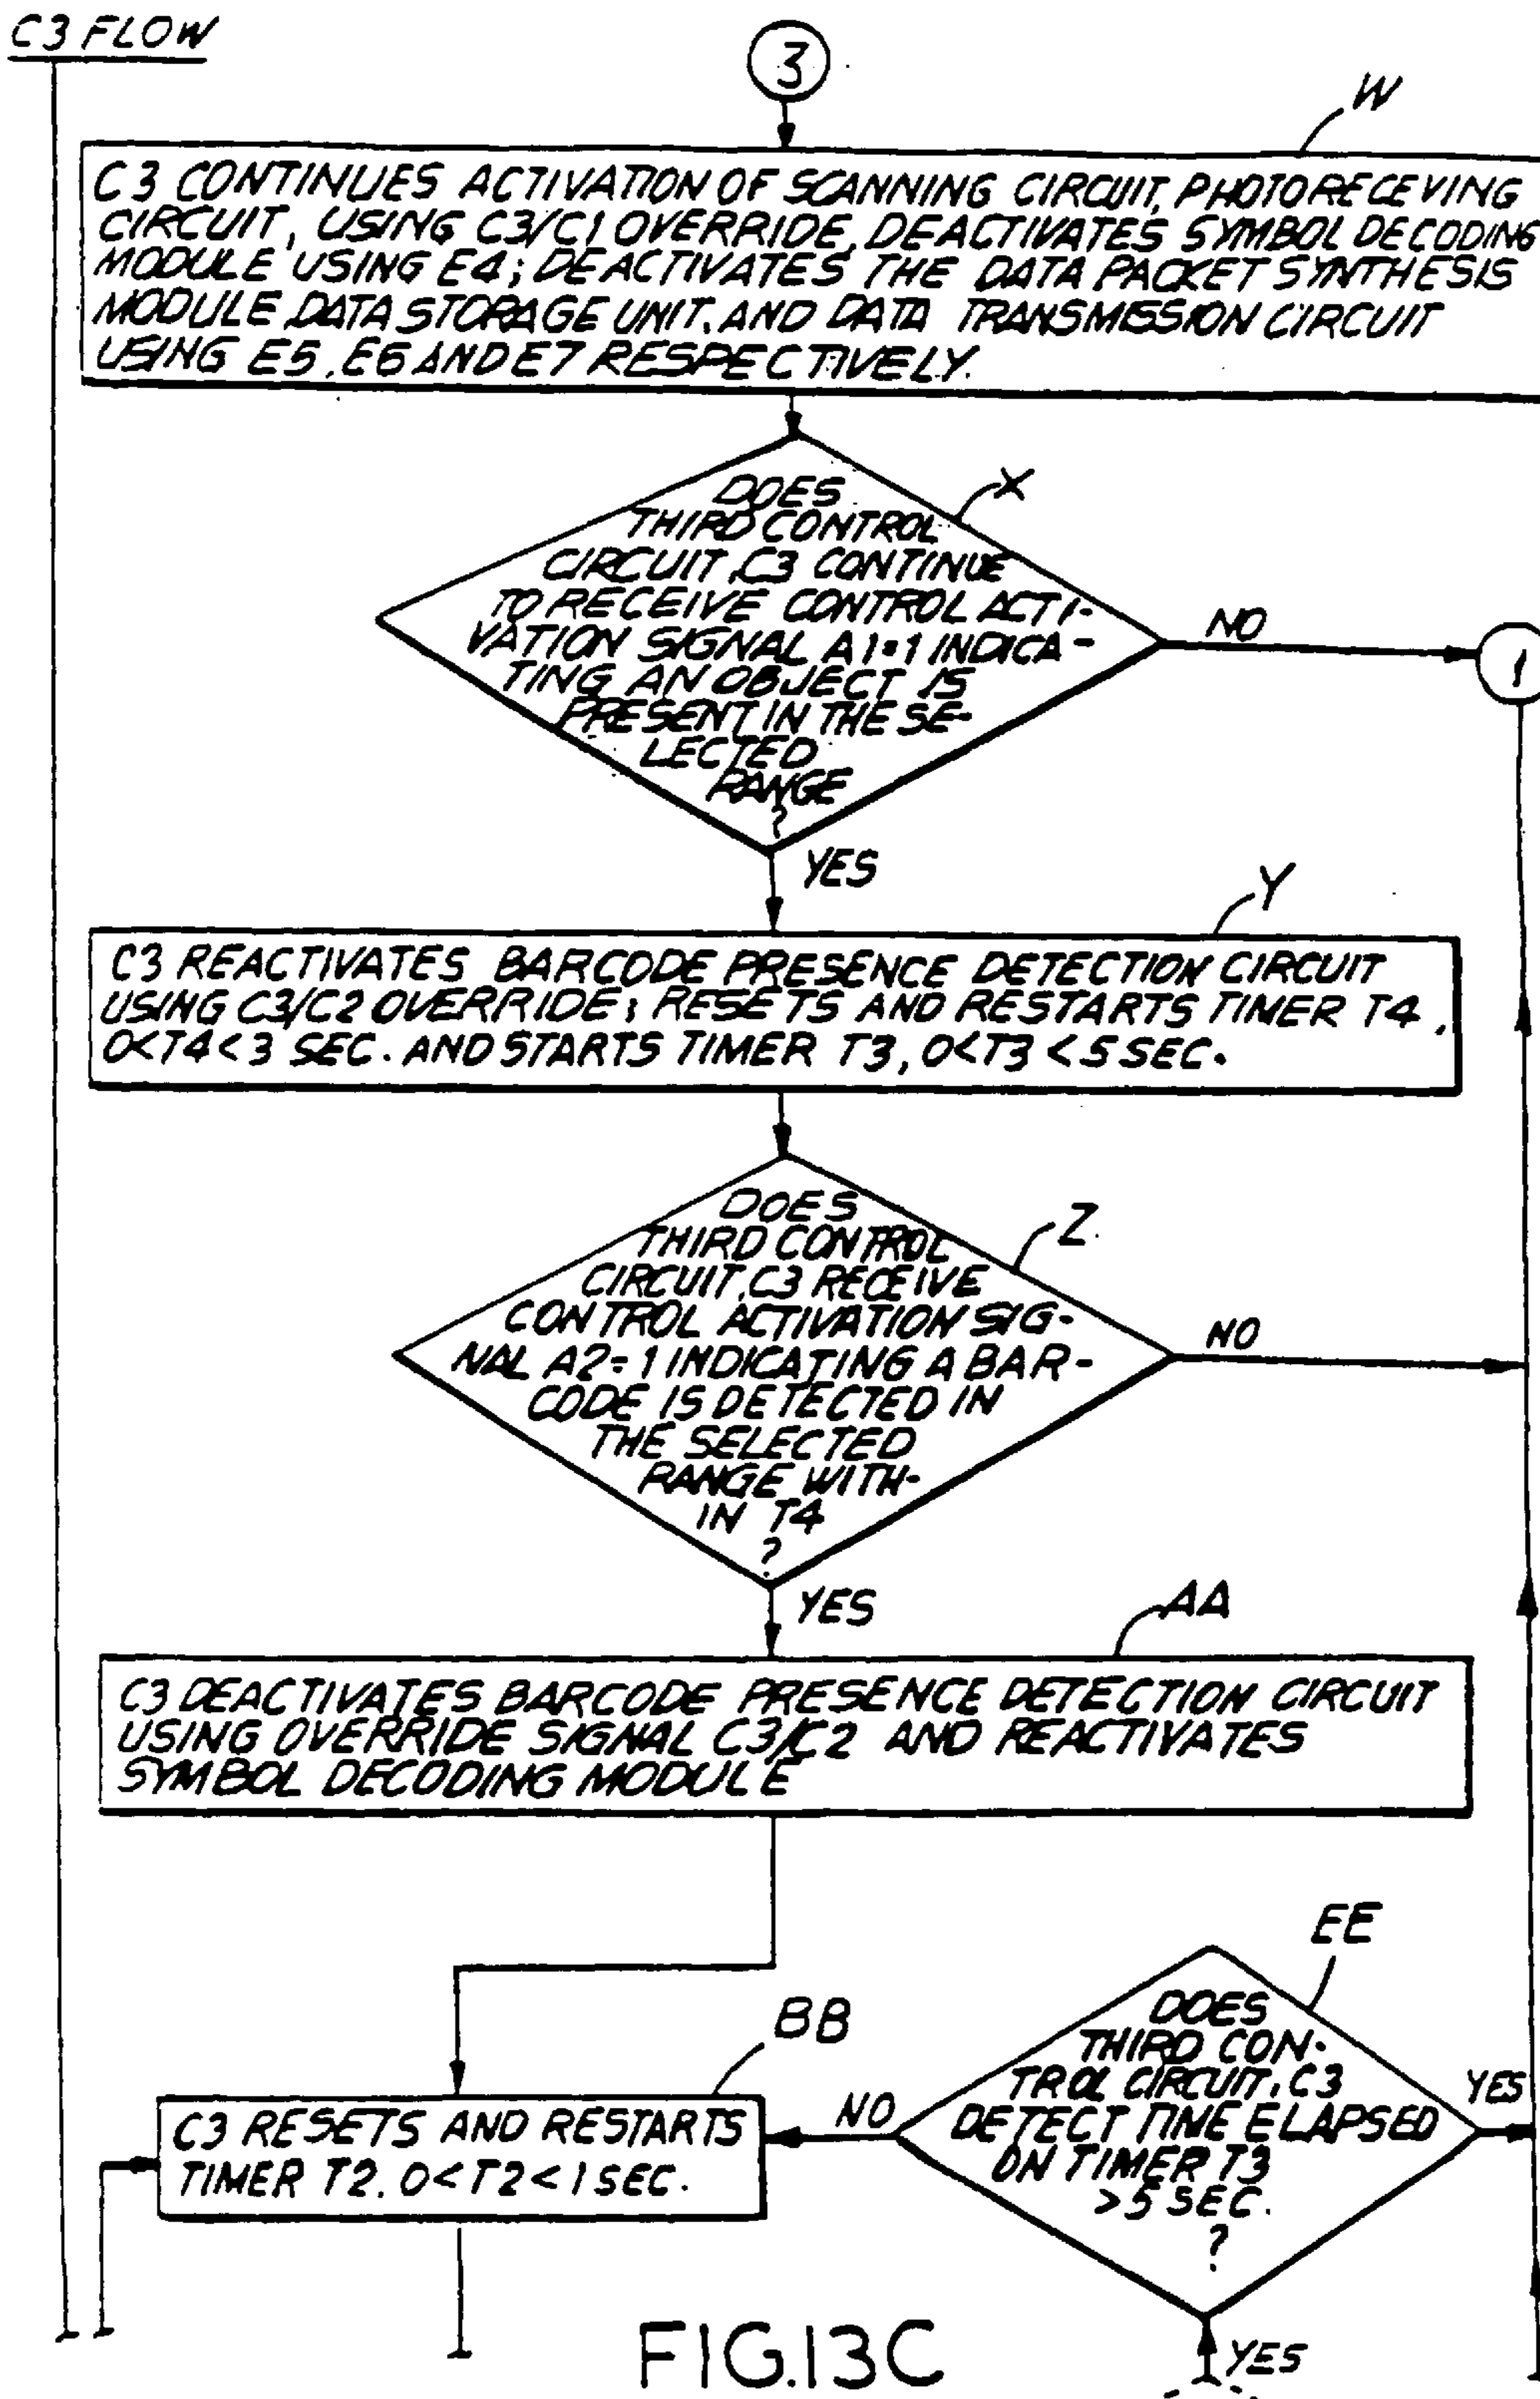 C3 FLOW
3
W
C3 CONTINUES ACTIVATION OF SCANNING CIRCUIT, PHOTORECEVING
CIRCUIT, USING C3/C1 OVERRIDE, DEACTIVATES SYMBOL DECODING
MODULE USING E4; DEACTIVATES THE DATA PACKET SYNTHESIS
MODULE, DATA STORAGE UNIT, AND DATA TRANSMISSION CIRCUIT
USING E5, E6 AND E7 RESPECTIVELY.
X
DOES
THIRD CONTROL
CIRCUIT, C3 CONTINUE
TO RECEIVE CONTROL ACTI-
VATION SIGNAL A1=1 INDICA-
TING AN OBJECT IS
PRESENT IN THE SE-
LECTED
RANGE
?
NO
1
YES
Y
C3 REACTIVATES BARCODE PRESENCE DETECTION CIRCUIT
USING C3/C2 OVERRIDE; RESETS AND RESTARTS TIMER T4,
0<T4<3 SEC. AND STARTS TIMER T3, 0<T3<5 SEC.
Z
DOES
THIRD CONTROL
CIRCUIT, C3 RECEIVE
CONTROL ACTIVATION SIG-
NAL A2=1 INDICATING A BAR-
CODE IS DETECTED IN
THE SELECTED
RANGE WITH-
IN T4
?
NO
YES
AA
C3 DEACTIVATES BARCODE PRESENCE DETECTION CIRCUIT
USING OVERRIDE SIGNAL C3/C2 AND REACTIVATES
SYMBOL DECODING MODULE
EE
DOES
THIRD CON-
TROL CIRCUIT, C3
DETECT TIME ELAPSED
ON TIMER T3
>5 SEC.
?
YES
NO
BB
C3 RESETS AND RESTARTS
TIMER T2. 0<T2<1 SEC.
YES
FIG.13C